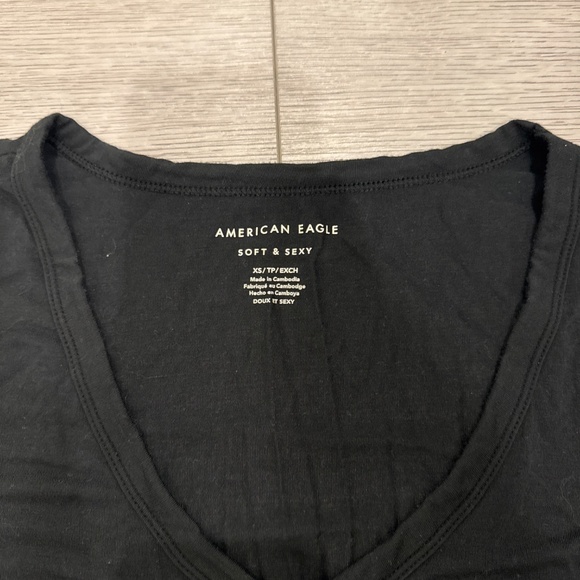 AMERICAN EAGLE
SOFT & SEXY
XS/TP/EXCH
Made in Cambodia
Fabriqué au Cambodge
Hecho en Camboya
DOUX ET SEXY